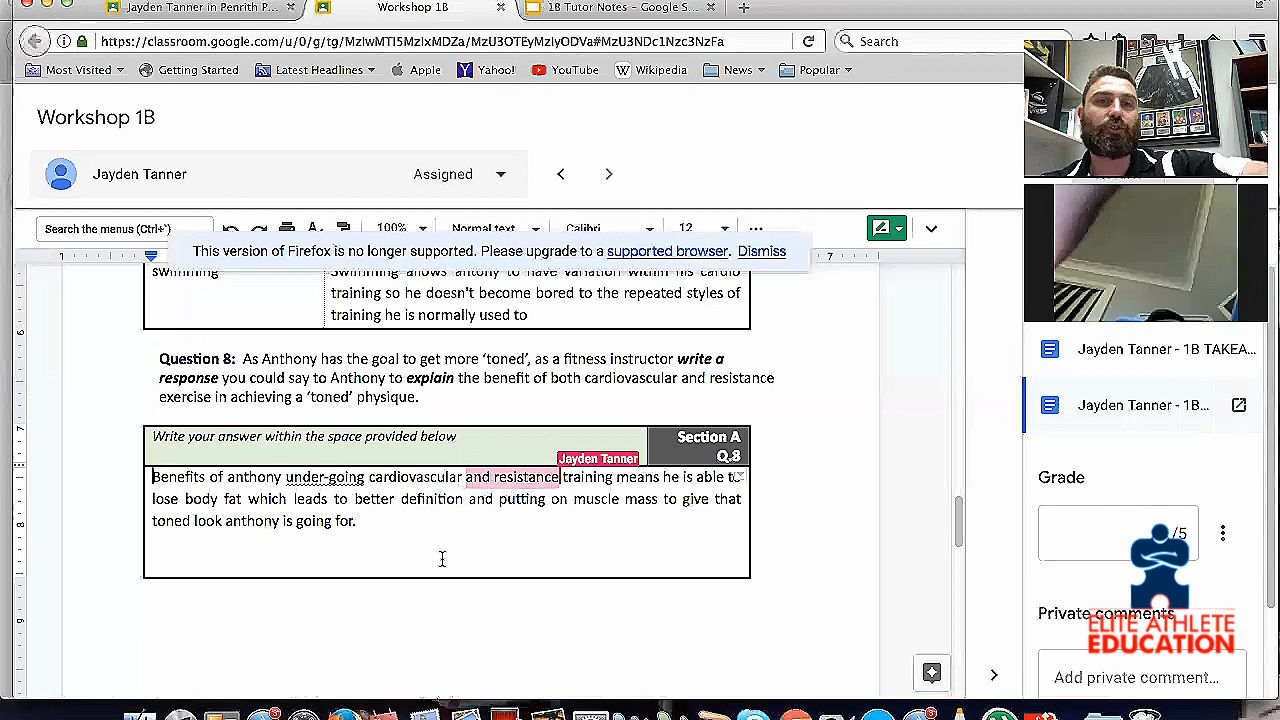 Jayden Tanner in Penrith P...
Workshop 1B
1B Tutor Notes - Google S...
https://classroom.google.com/u/0/g/tg/MzIwMTI5MzIxMDZa/MzU3OTEyMzIyODVa#MzU3NDc1Nzc3NzFa
Search
Most Visited
Getting Started
Latest Headlines
Apple
Yahoo!
YouTube
Wikipedia
News
Popular
Workshop 1B
Jayden Tanner
Assigned
Search the menus (Ctrl+)
100%
Normal text
Calibri
12
This version of Firefox is no longer supported. Please upgrade to a supported browser. Dismiss
swimming
Swimming allows antony to have variation within his cardio
training so he doesn't become bored to the repeated styles of
training he is normally used to
Question 8: As Anthony has the goal to get more ‘toned’, as a fitness instructor write a
response you could say to Anthony to explain the benefit of both cardiovascular and resistance
exercise in achieving a ‘toned’ physique.
Write your answer within the space provided below
Section A
Q.8
Jayden Tanner
Benefits of anthony under-going cardiovascular and resistance training means he is able to
lose body fat which leads to better definition and putting on muscle mass to give that
toned look anthony is going for.
Jayden Tanner - 1B TAKEA...
Jayden Tanner - 1B...
Grade
/5
Private comments
ELITE ATHLETE
EDUCATION
Add private comment...